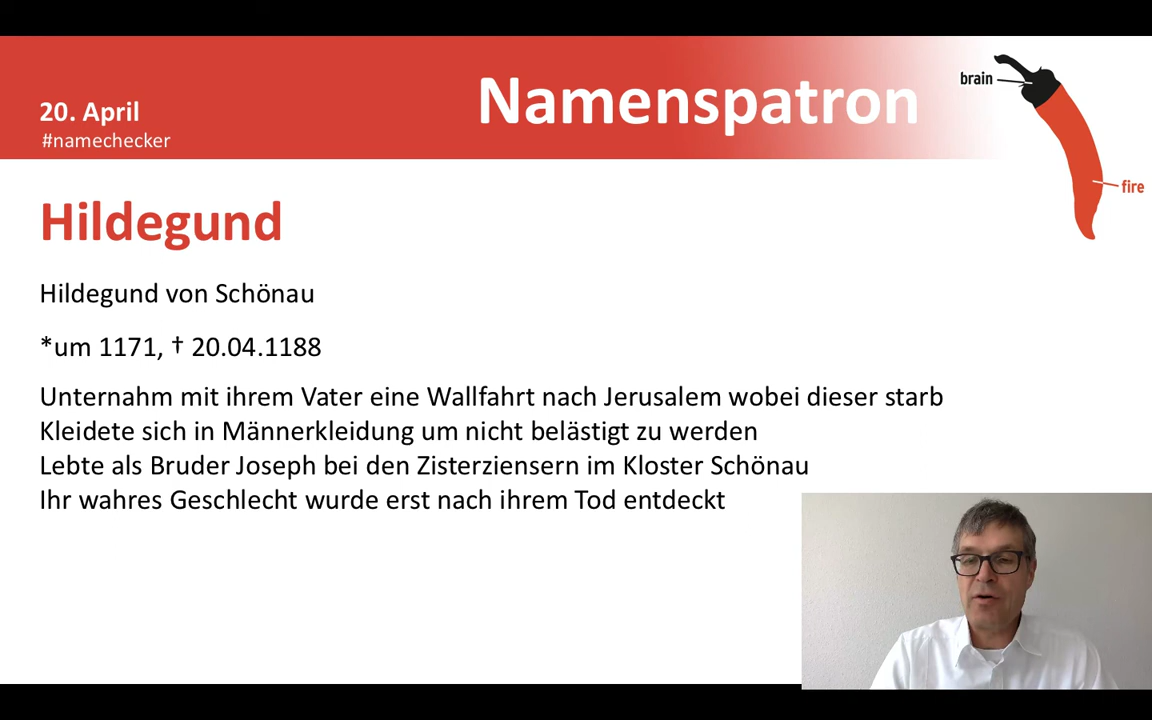 20. April
#namechecker
Namenspatron
brain
fire
Hildegund
Hildegund von Schönau
*um 1171, † 20.04.1188
Unternahm mit ihrem Vater eine Wallfahrt nach Jerusalem wobei dieser starb
Kleidete sich in Männerkleidung um nicht belästigt zu werden
Lebte als Bruder Joseph bei den Zisterziensern im Kloster Schönau
Ihr wahres Geschlecht wurde erst nach ihrem Tod entdeckt